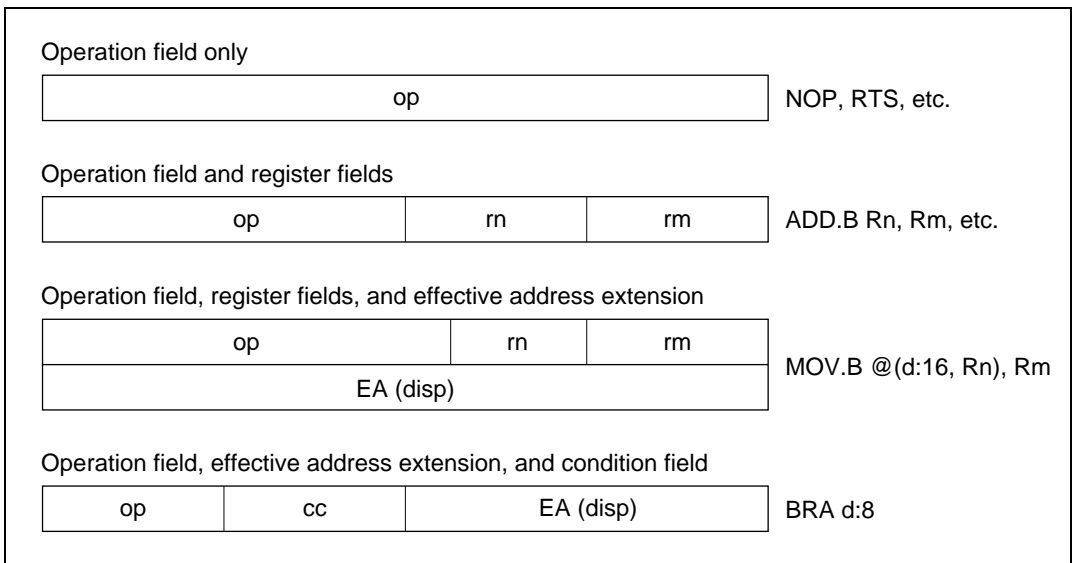 Operation field only
op
NOP, RTS, etc.
Operation field and register fields
op rn rm
ADD.B Rn, Rm, etc.
Operation field, register fields, and effective address extension
op rn rm
EA (disp)
MOV.B @(d:16, Rn), Rm
Operation field, effective address extension, and condition field
op cc EA (disp)
BRA d:8